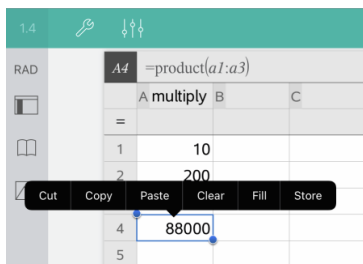 1.4
RAD A4 =product(a1:a3)
A multiply B C
=
1 10
2 200
Cut Copy Paste Clear Fill Store
4 88000
5